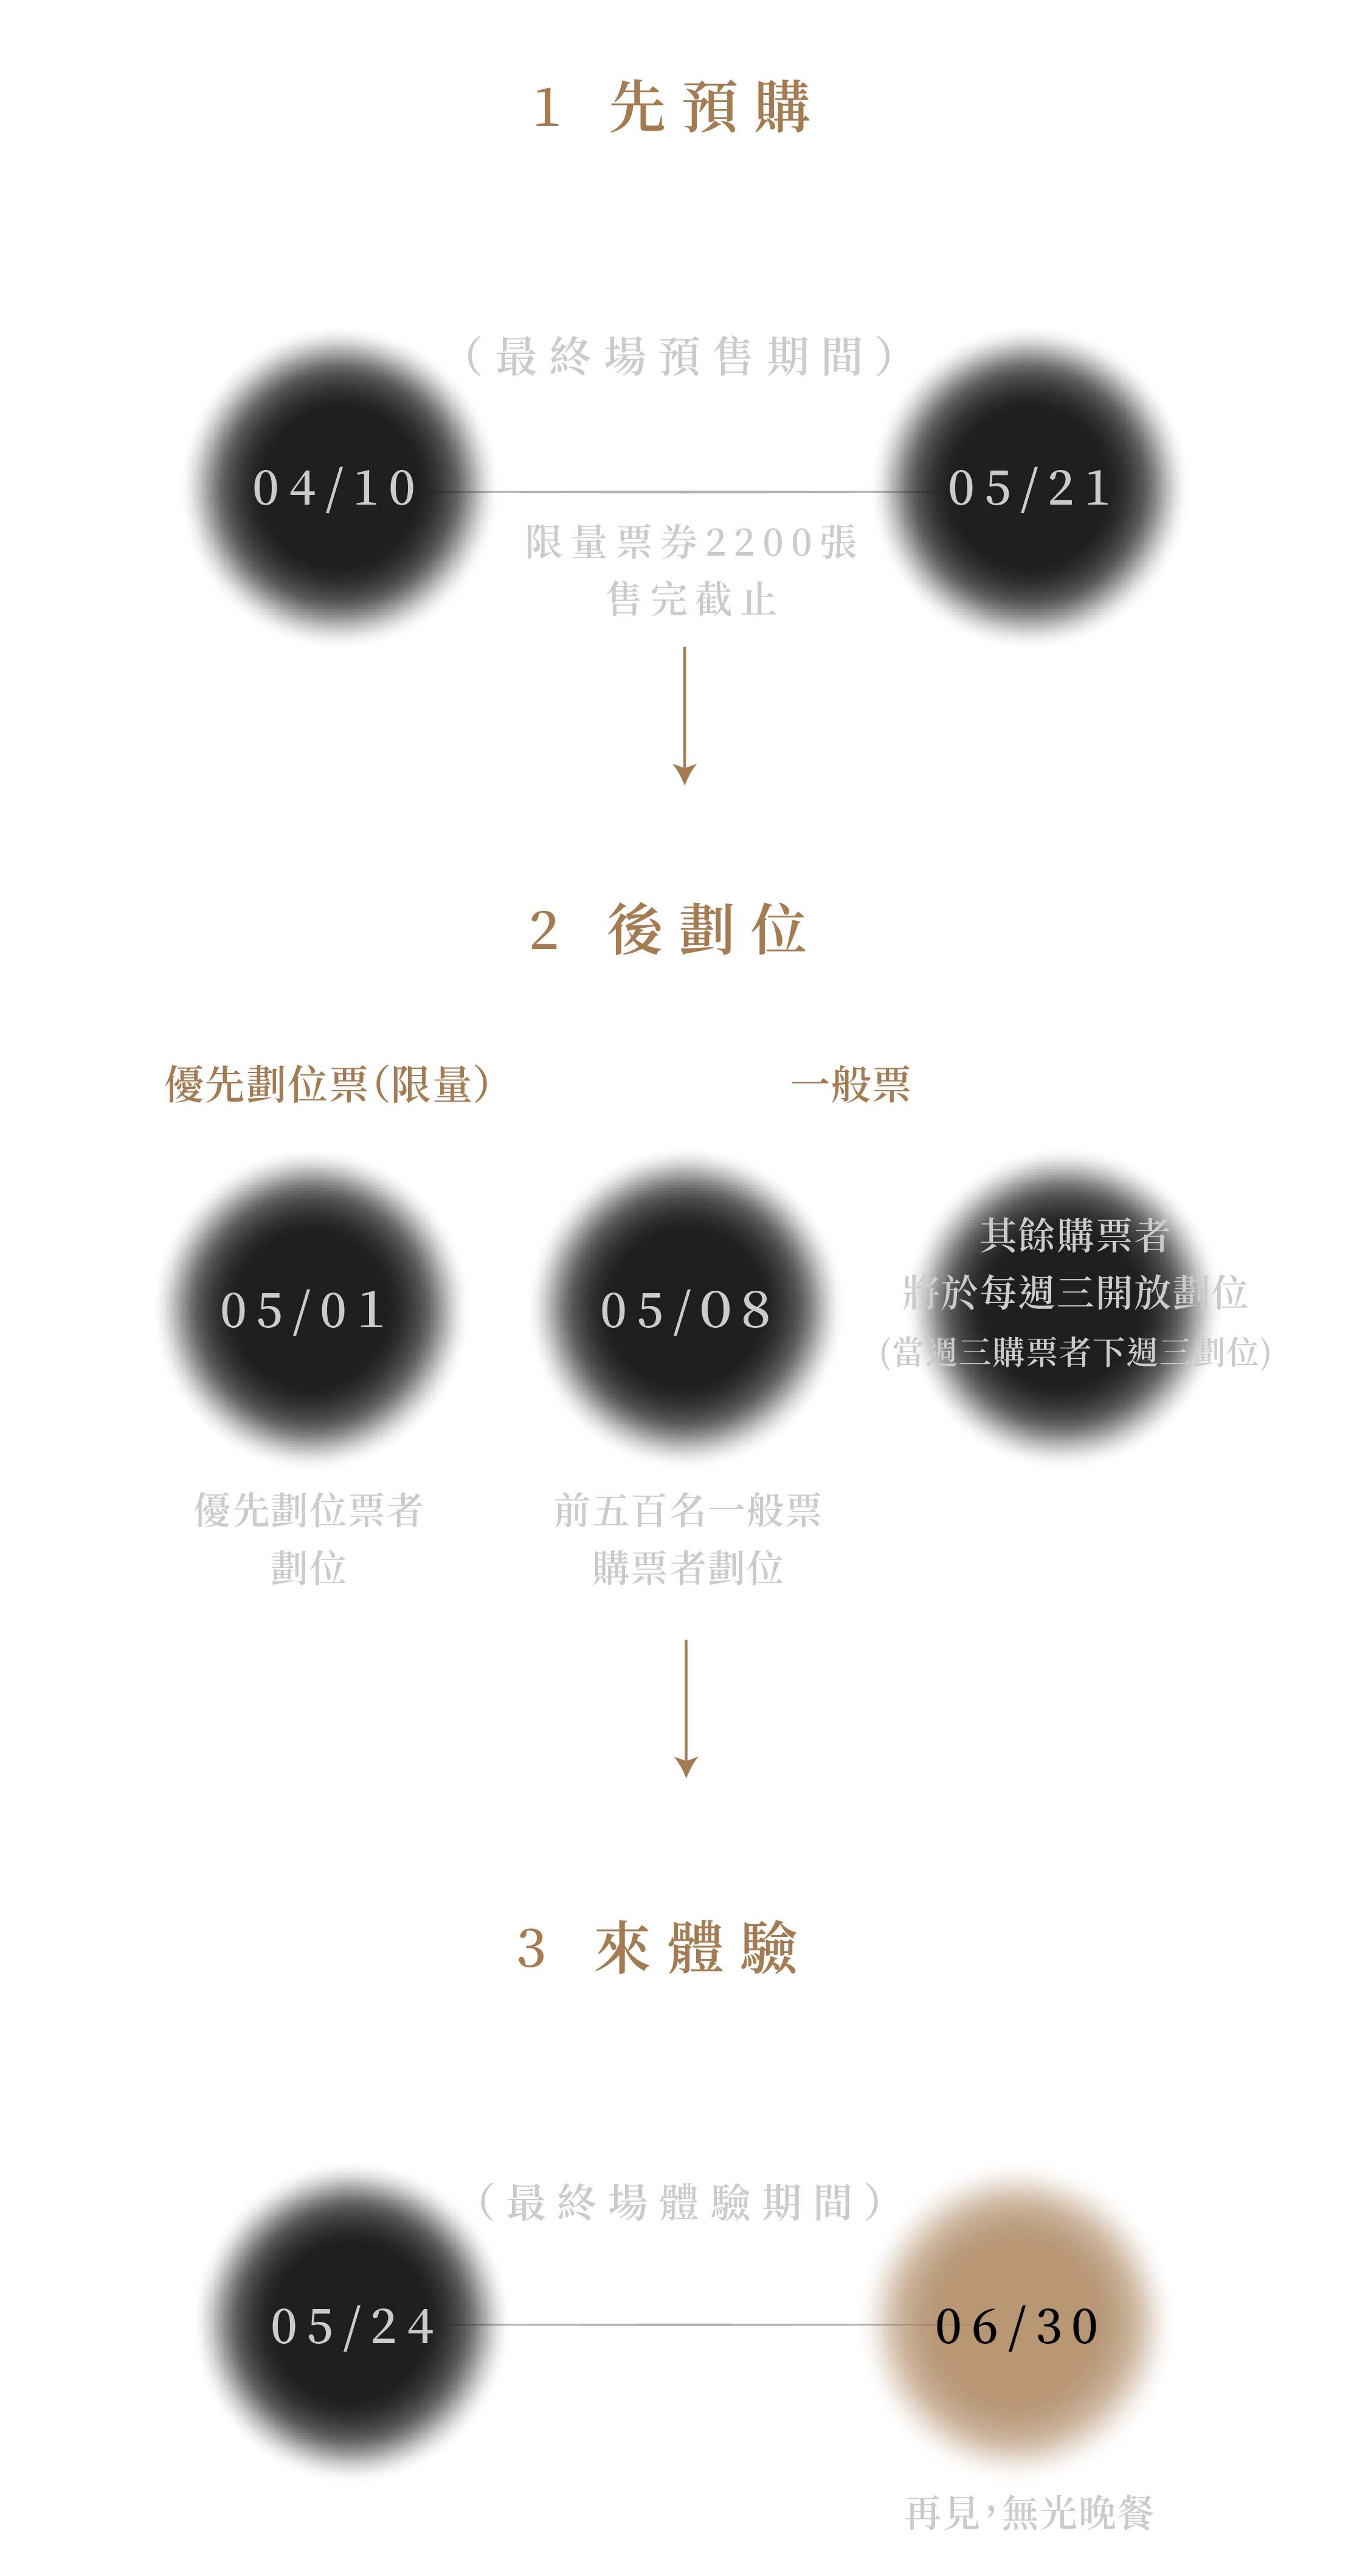 1 先預購
（最終場預售期間）
04/10
05/21
限量票券2200張
售完截止
2 後劃位
優先劃位票（限量）
一般票
05/01
優先劃位票者
劃位
05/08
前五百名一般票
購票者劃位
其餘購票者
將於每週三開放劃位
(當週三購票者下週三劃位)
3 來體驗
（最終場體驗期間）
05/24
06/30
再見，無光晚餐